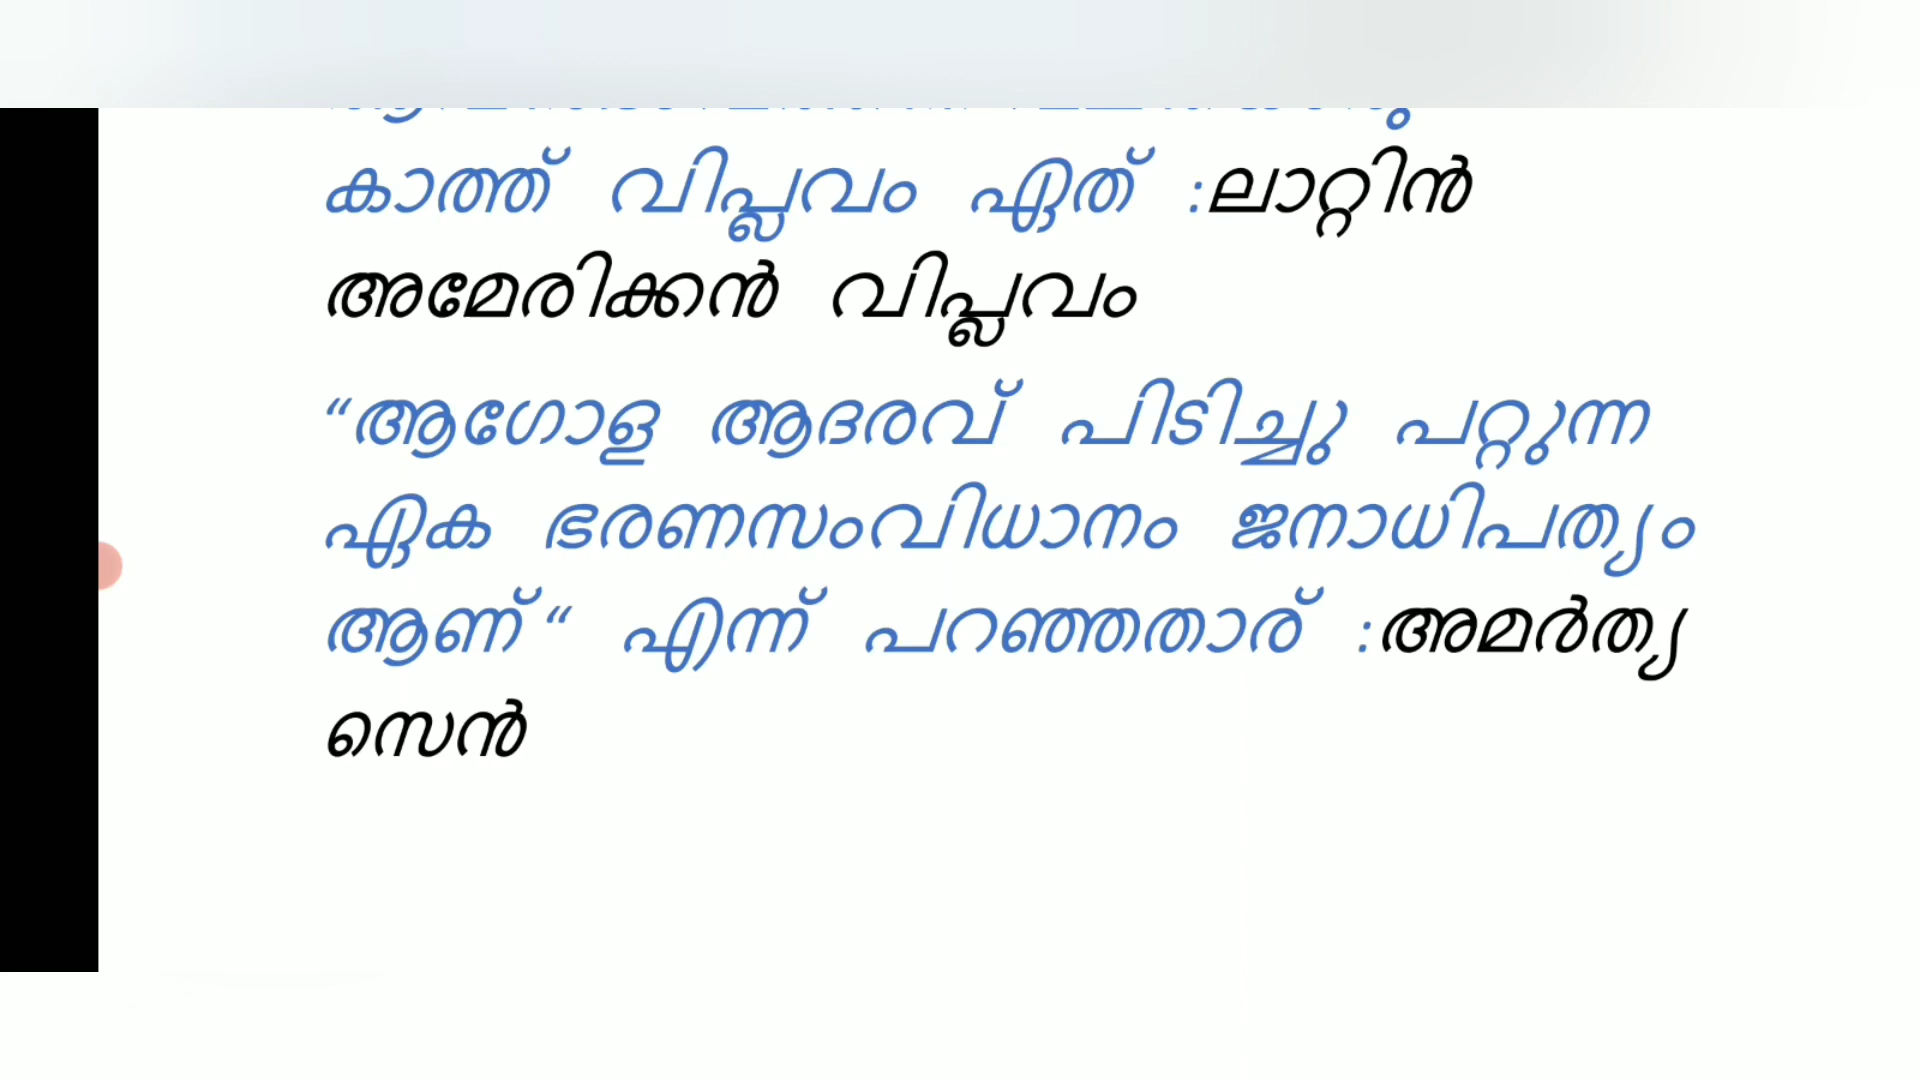 കാത്ത് വിപ്ലവം ഏത് :ലാറ്റിൻ
അമേരിക്കൻ വിപ്ലവം
“ആഗോള ആദരവ് പിടിച്ചു പറ്റുന്ന
ഏക ഭരണസംവിധാനം ജനാധിപത്യം
ആണ്“ എന്ന് പറഞ്ഞതാര് :അമർത്യ
സെൻ